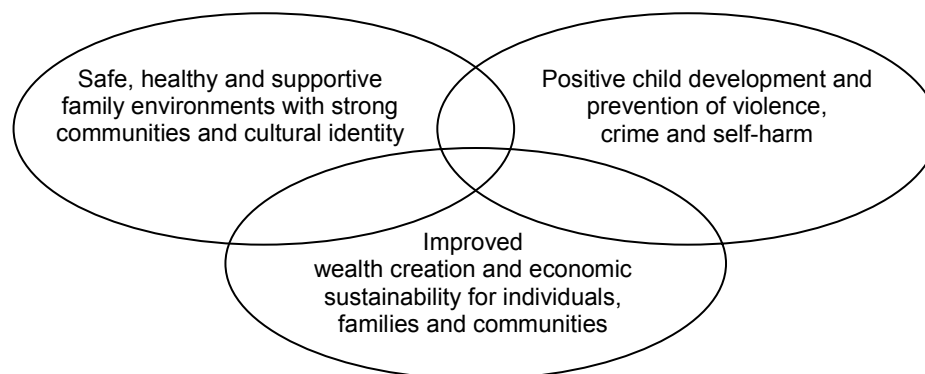 Safe, healthy and supportive
family environments with strong
communities and cultural identity
Positive child development and
prevention of violence,
crime and self-harm
Improved
wealth creation and economic
sustainability for individuals,
families and communities